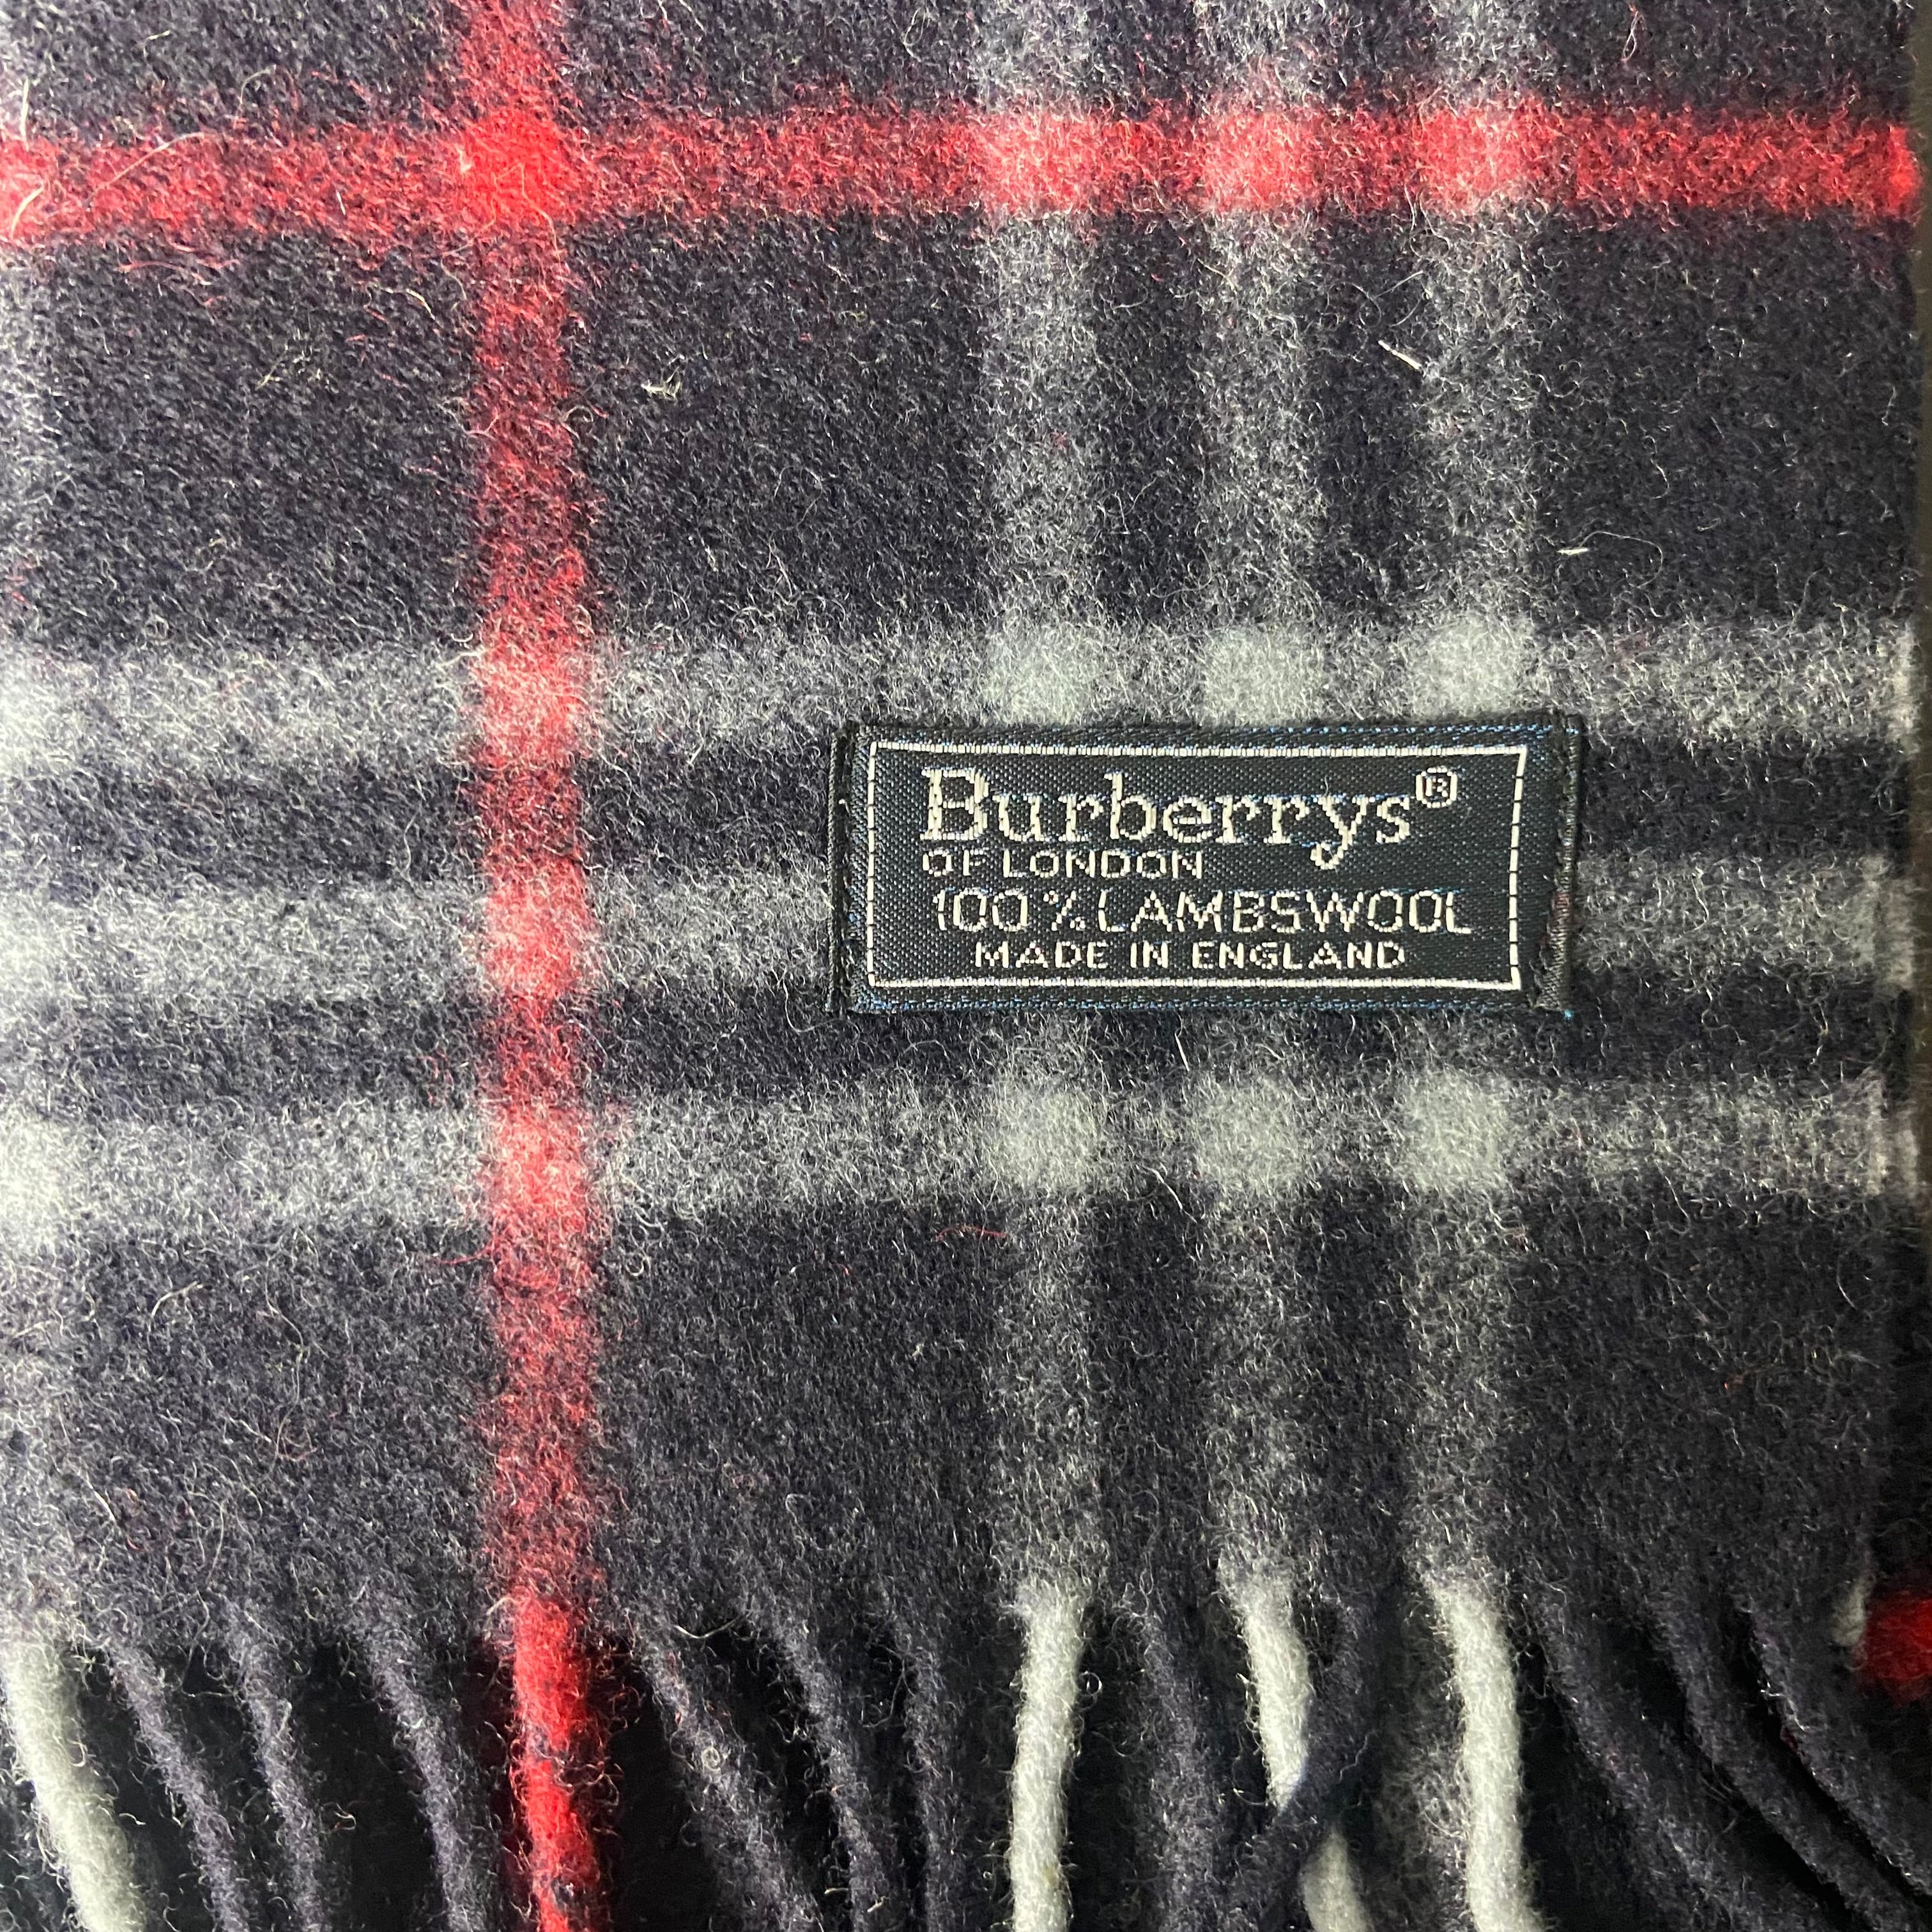 Burberrys®
OF LONDON
100% LAMBSWOOL
MADE IN ENGLAND